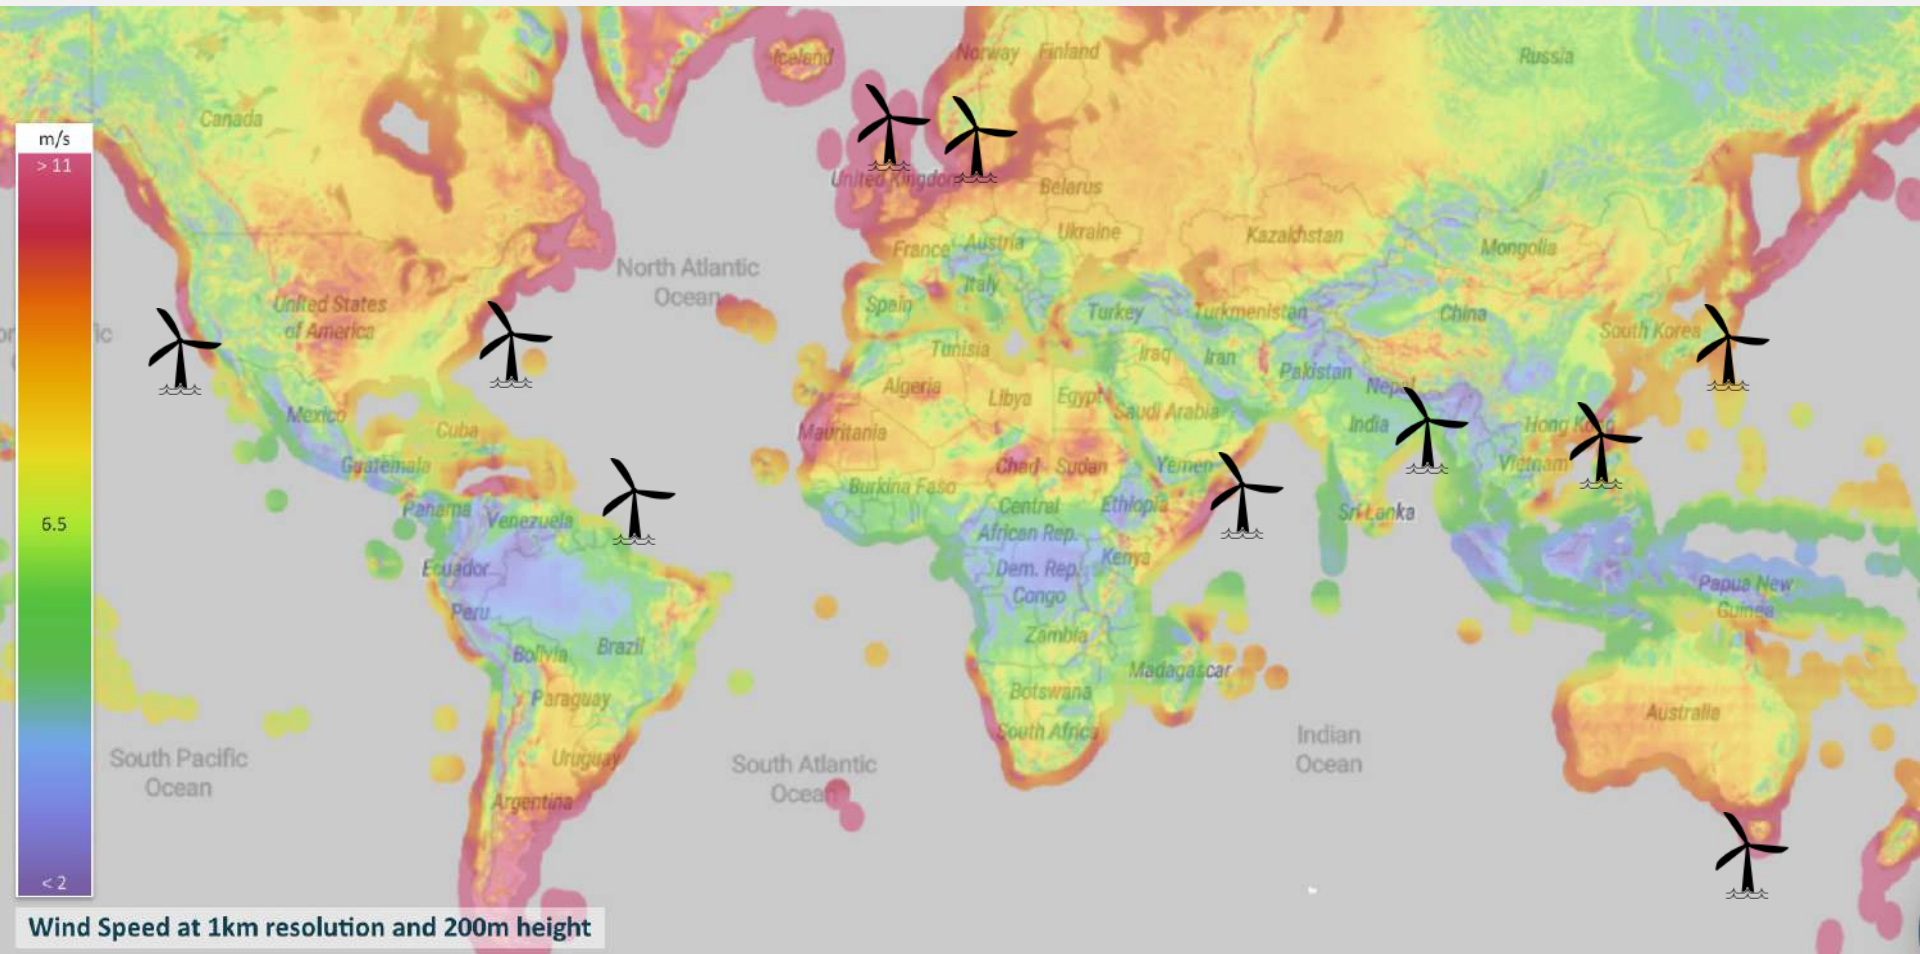 Iceland
Norway
Finland
Russia
Canada
m/s
> 11
United Kingdom
Belarus
Ukraine
France
Austria
Kazakhstan
Mongolia
North Atlantic
Ocean
Italy
Spain
United States
of America
Turkey
Turkmenistan
China
South Korea
Tunisia
Iraq
Iran
Pakistan
Nepal
Algeria
Libya
Egypt
Saudi Arabia
Mexico
Cuba
Mauritania
India
Hong Kong
Guatemala
Chad
Sudan
Yemen
Vietnam
Burkina Faso
Panama
Venezuela
Central
African Rep.
Ethiopia
Sri Lanka
6.5
Kenya
Ecuador
Dem. Rep.
Congo
Papua New
Guinea
Peru
Zambia
Brazil
Bolivia
Madagascar
Paraguay
Botswana
Australia
South Africa
South Pacific
Ocean
Uruguay
South Atlantic
Ocean
Indian
Ocean
Argentina
< 2
Wind Speed at 1km resolution and 200m height